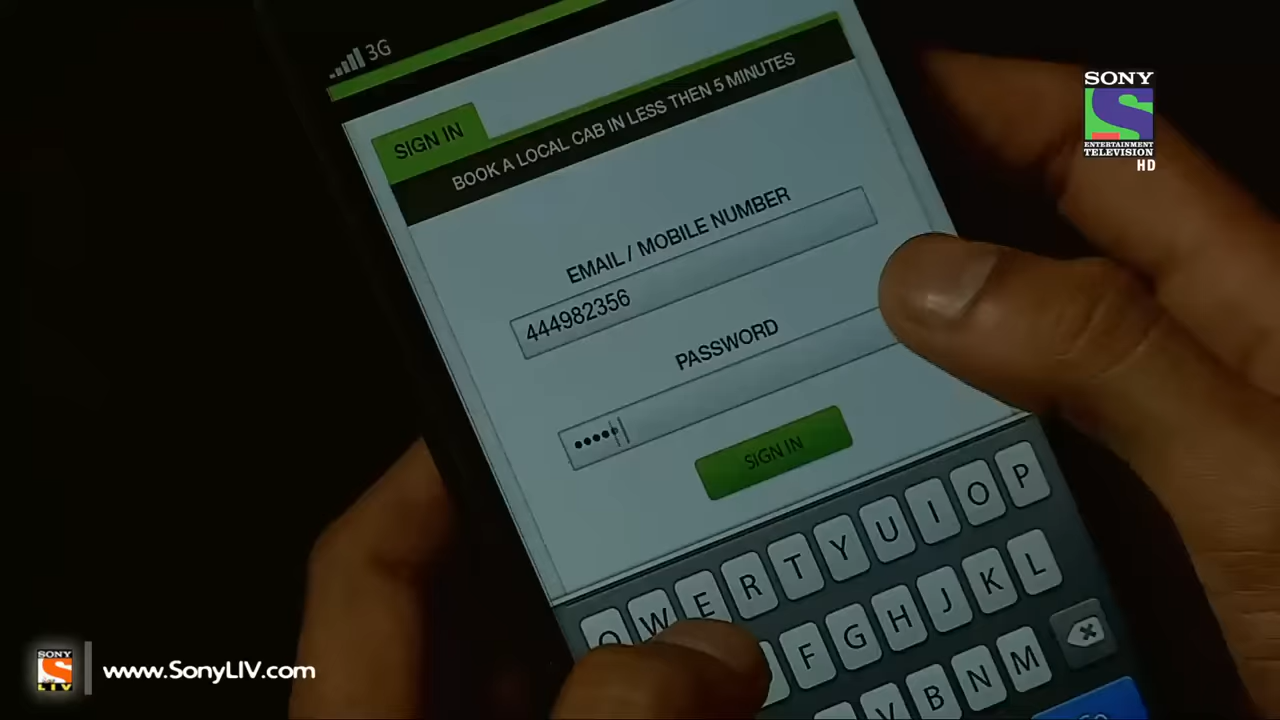 3G
SIGN IN
BOOK A LOCAL CAB IN LESS THEN 5 MINUTES
EMAIL / MOBILE NUMBER
444982356
PASSWORD
SIGN IN
Q W E R T Y U I O P
F G H J K L
V B N M
SONY
ENTERTAINMENT
TELEVISION
HD
SONY
LIV
www.SonyLIV.com